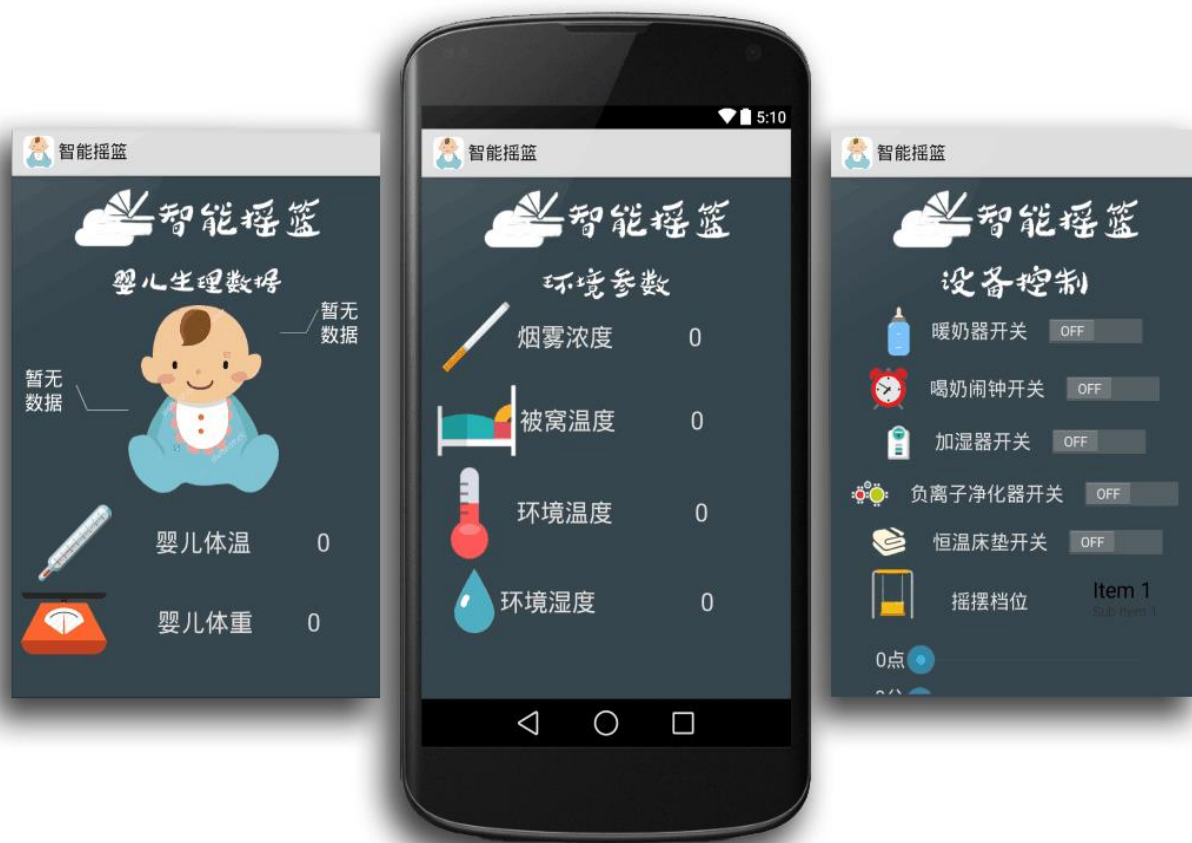 智能摇篮
智能摇篮
婴儿生理数据
暂无
数据
暂无
数据
婴儿体温 0
婴儿体重 0
5:10
智能摇篮
智能摇篮
环境参数
烟雾浓度 0
被窝温度 0
环境温度 0
环境湿度 0
智能摇篮
智能摇篮
设备控制
暖奶器开关 OFF
喝奶闹钟开关 OFF
加湿器开关 OFF
负离子净化器开关 OFF
恒温床垫开关 OFF
摇摆档位 Item 1
Sub Item 1
0点